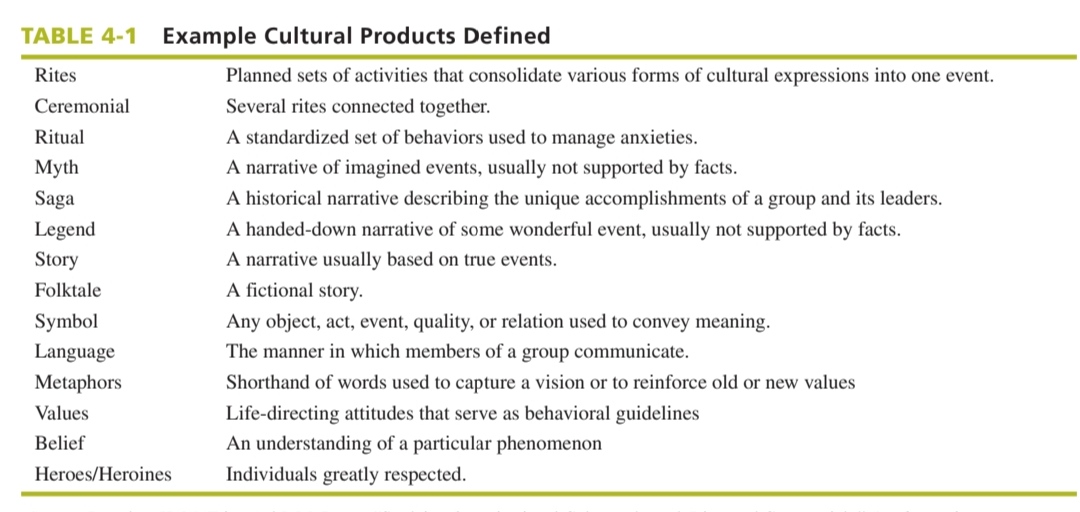 TABLE 4-1 Example Cultural Products Defined
Rites Planned sets of activities that consolidate various forms of cultural expressions into one event.
Ceremonial Several rites connected together.
Ritual A standardized set of behaviors used to manage anxieties.
Myth A narrative of imagined events, usually not supported by facts.
Saga A historical narrative describing the unique accomplishments of a group and its leaders.
Legend A handed-down narrative of some wonderful event, usually not supported by facts.
Story A narrative usually based on true events.
Folktale A fictional story.
Symbol Any object, act, event, quality, or relation used to convey meaning.
Language The manner in which members of a group communicate.
Metaphors Shorthand of words used to capture a vision or to reinforce old or new values
Values Life-directing attitudes that serve as behavioral guidelines
Belief An understanding of a particular phenomenon
Heroes/Heroines Individuals greatly respected.